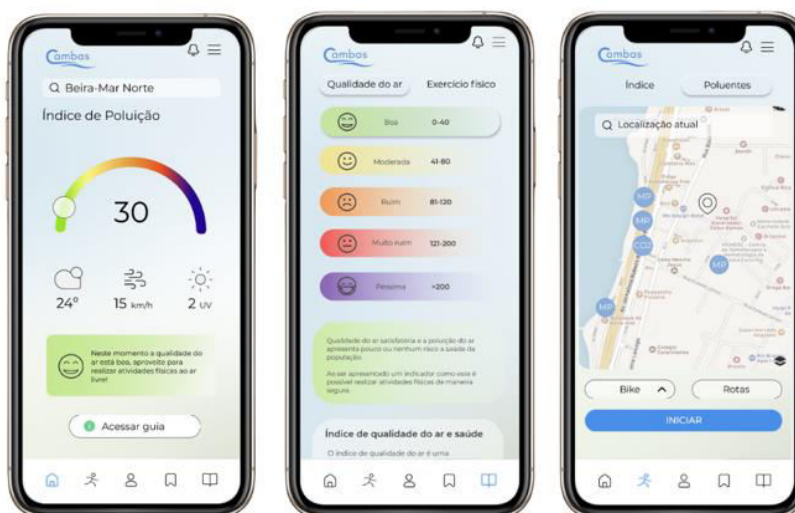 Cambas
Beira-Mar Norte
Índice de Poluição
30
24°
15 km/h
2 UV
Neste momento a qualidade do
ar está boa, aproveite para
realizar atividades físicas ao ar
livre!
Acessar guia
Cambas
Qualidade do ar
Exercício físico
Boa
0-40
Moderada
41-80
Ruim
81-120
Muito ruim
121-200
Péssima
>200
Qualidade do ar satisfatória e a poluição do ar
apresenta pouco ou nenhum risco a saúde da
população.
Ao ser apresentado um indicador como esse é
possível realizar atividades físicas de maneira
segura.
Índice de qualidade do ar e saúde
O índice de qualidade do ar é uma
Cambas
Índice
Poluentes
Localização atual
MP
MP
CO2
MP
MP
Bike
Rotas
INICIAR